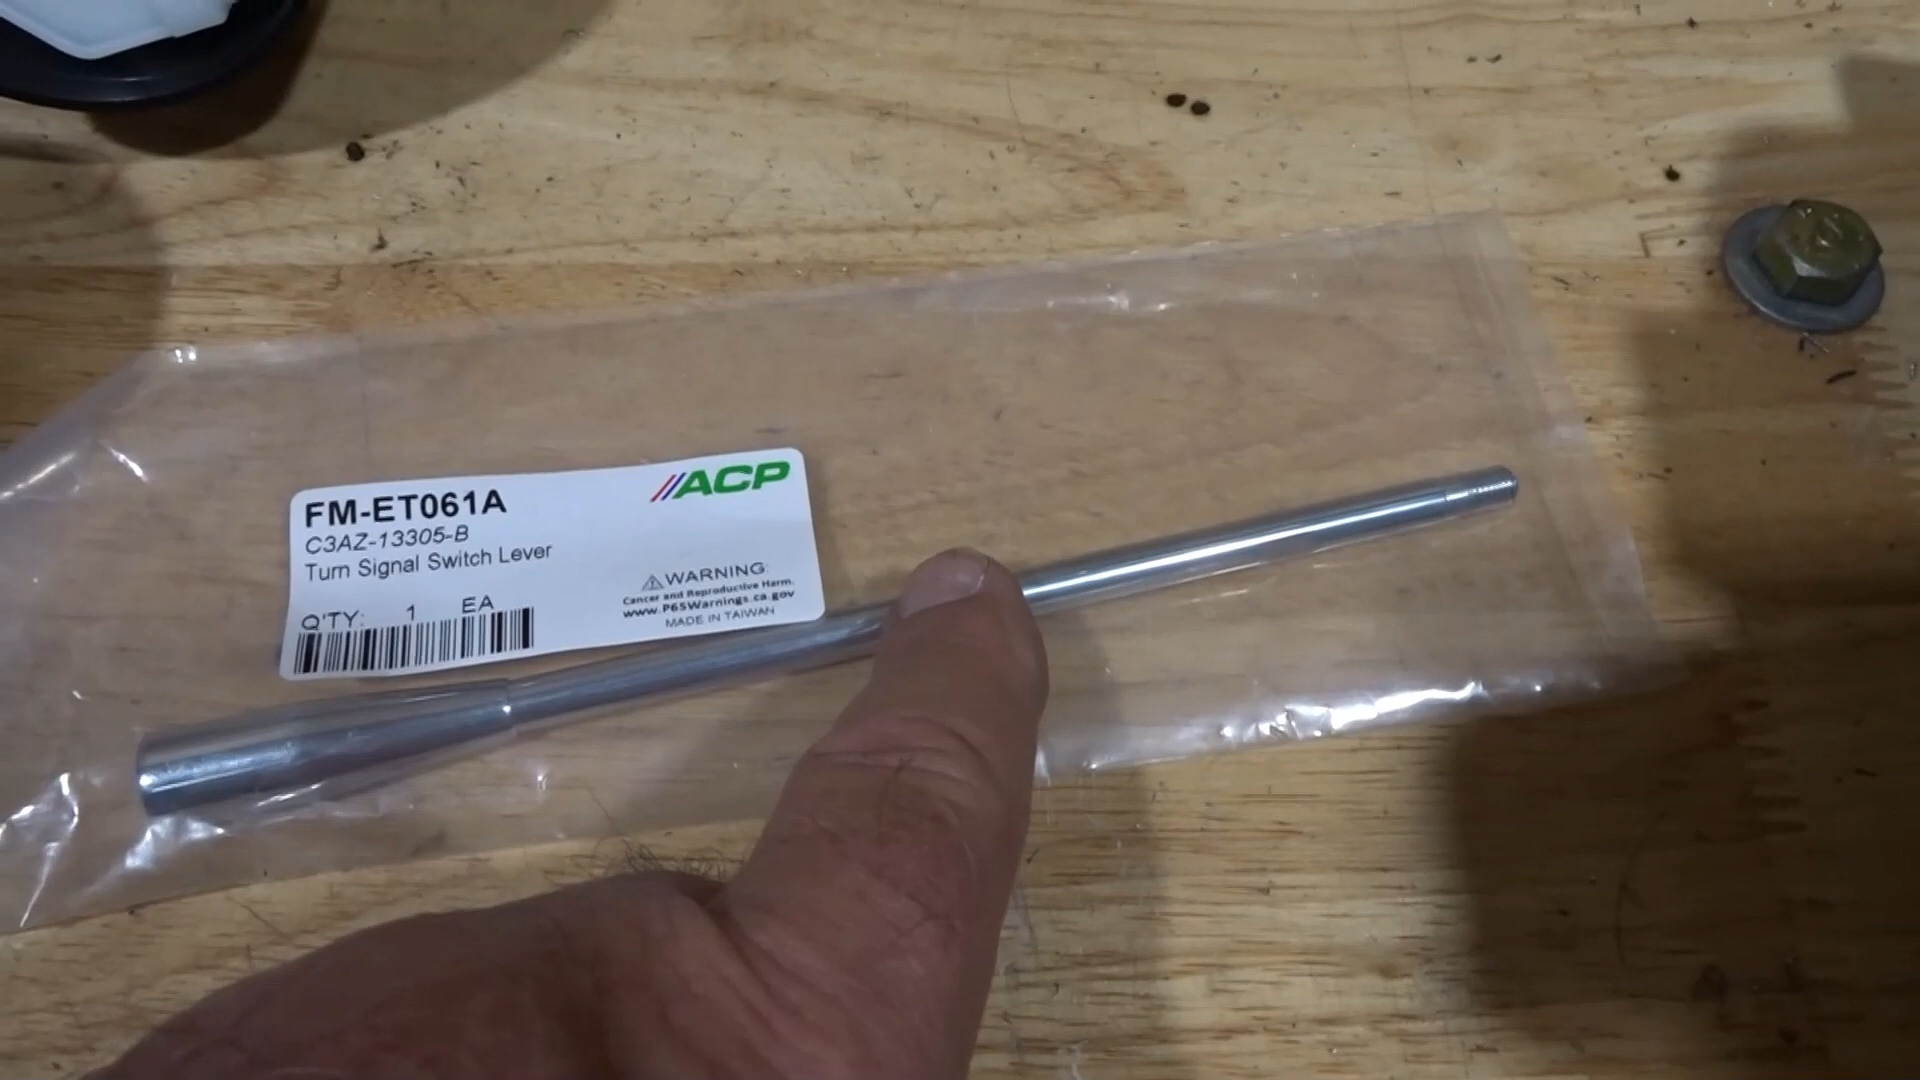 FM-ET061A
C3AZ-13305-B
Turn Signal Switch Lever
Q'TY: 1 EA
//ACP
WARNING:
Cancer and Reproductive Harm.
www.P65Warnings.ca.gov
MADE IN TAIWAN